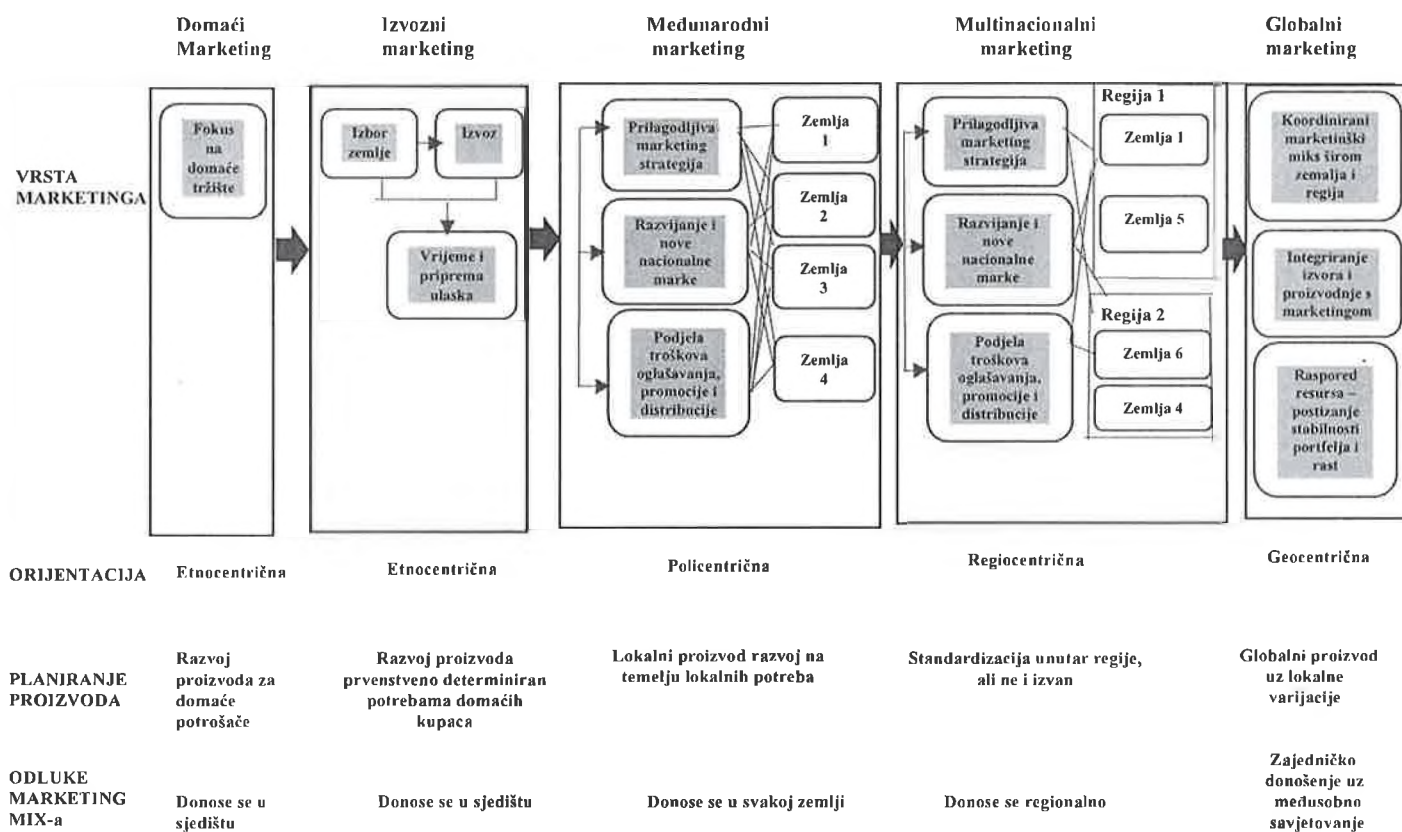 Domaći
Marketing
Izvozni
marketing
Međunarodni
marketing
Multinacionalni
marketing
Globalni
marketing
VRSTA
MARKETINGA
Fokus
na
domaće
tržište
Izbor
zemlje
Izvoz
Vrijeme i
priprema
ulaska
Prilagodljiva
marketing
strategija
Razvijanje i
nove
nacionalne
marke
Podjela
troškova
oglašavanja,
promocije i
distribucije
Zemlja
1
Zemlja
2
Zemlja
3
Zemlja
4
Prilagodljiva
marketing
strategija
Razvijanje i
nove
nacionalne
marke
Podjela
troškova
oglašavanja,
promocije i
distribucije
Regija 1
Zemlja 1
Zemlja 5
Regija 2
Zemlja 6
Zemlja 4
Koordinirani
marketinški
miks širom
zemalja i
regija
Integriranje
izvora i
proizvodnje s
marketingom
Raspored
resursa –
postizanje
stabilnosti
portfelja i
rast
ORIJENTACIJA
Etnocentrična
Etnocentrična
Policentrična
Regiocentrična
Geocentrična
PLANIRANJE
PROIZVODA
Razvoj
proizvoda za
domaće
potrošače
Razvoj proizvoda
prvenstveno determiniran
potrebama domaćih
kupaca
Lokalni proizvod razvoj na
temelju lokalnih potreba
Standardizacija unutar regije,
ali ne i izvan
Globalni proizvod
uz lokalne
varijacije
ODLUKE
MARKETING
MIX-a
Donose se u
sjedištu
Donose se u sjedištu
Donose se u svakoj zemlji
Donose se regionalno
Zajedničko
donošenje uz
međusobno
savjetovanje